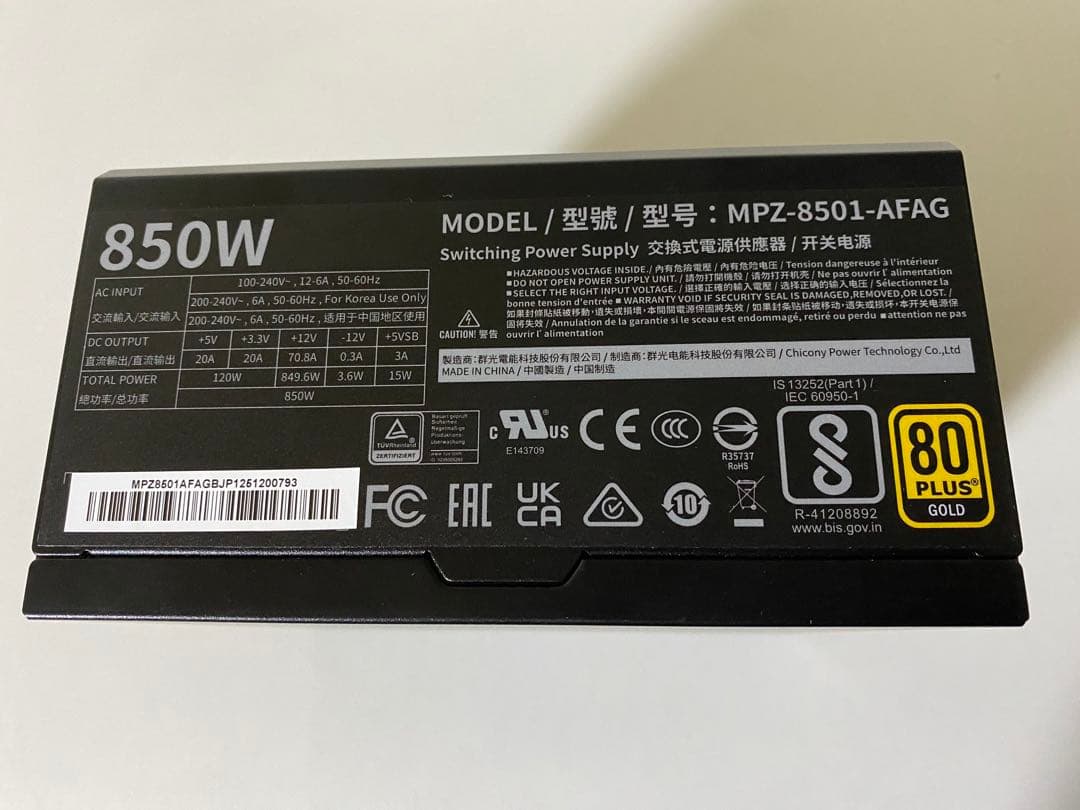 850W
MODEL / 型號 / 型号：MPZ-8501-AFAG
Switching Power Supply 交換式電源供應器 / 开关电源
AC INPUT
交流輸入/交流输入
100-240V~ , 12-6A , 50-60Hz
200-240V~ , 6A , 50-60Hz , For Korea Use Only
200-240V~ , 6A , 50-60Hz , 适用于中国地区使用
DC OUTPUT +5V +3.3V +12V -12V +5VSB
直流輸出/直流输出 20A 20A 70.8A 0.3A 3A
TOTAL POWER 120W 849.6W 3.6W 15W
總功率/总功率 850W
CAUTION! 警告
■HAZARDOUS VOLTAGE INSIDE./ 內有危險電壓 / 内有危险电压 / Tension dangereuse à l'intérieur
■DO NOT OPEN POWER SUPPLY UNIT. / 請勿打開機殼 / 请勿打开机壳 / Ne pas ouvrir l' alimentation
■SELECT THE RIGHT INPUT VOLTAGE. / 選擇正確的輸入電壓 / 选择正确的输入电压 / Sélectionnez la
bonne tension d'entrée ■ WARRANTY VOID IF SECURITY SEAL IS DAMAGED,REMOVED,OR LOST. /
如果封條貼紙被移動，遺失或損壞，本開關電源保固將失效 / 如果封条贴纸被移动，遗失或损坏，本开关电源保
固将失效 / Annulation de la garantie si le sceau est endommagé, retiré ou perdu ■attention ne pas
ouvrir l' alimentation
製造商：群光電能科技股份有限公司 / 制造商：群光电能科技股份有限公司 / Chicony Power Technology Co.,Ltd
MADE IN CHINA / 中國製造 / 中国制造
IS 13252(Part1) /
IEC 60950-1
TÜVRheinland
ZERTIFIZIERT
Bauart geprüft
Sicherheit
Regelmäßige
Produktions-
überwachung
c RU US
E143709
CE
CCC
R35737
RoHS
R-41208892
www.bis.gov.in
80
PLUS®
GOLD
MPZ8501AFAGBJP1251200793
FC
EAC
UK
CA
10